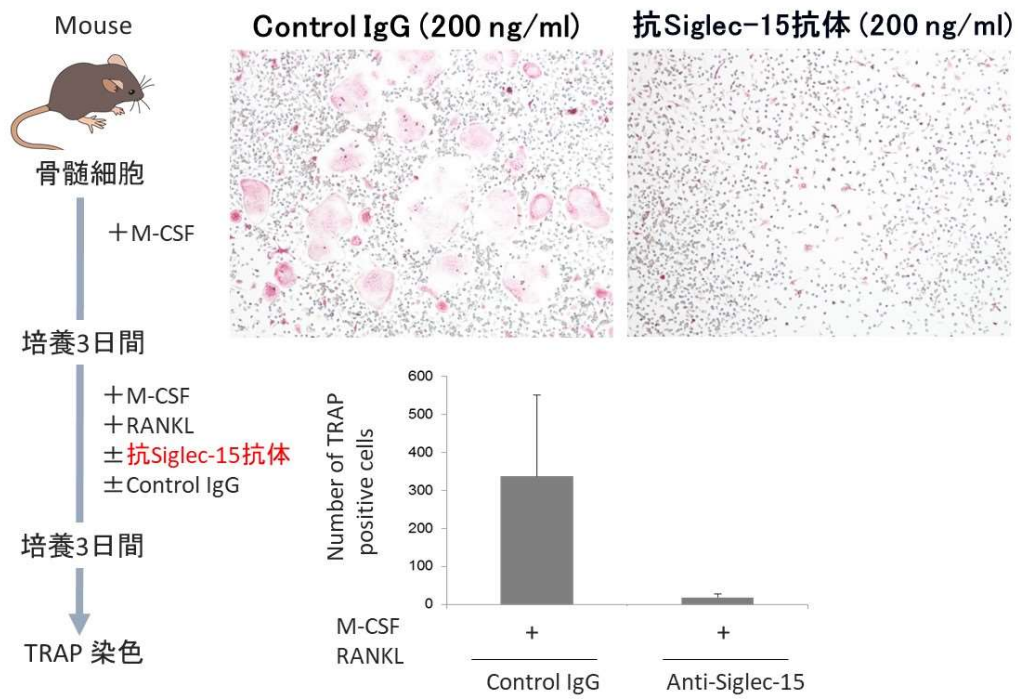 Mouse
骨髄細胞
＋M-CSF
培養3日間
＋M-CSF
＋RANKL
±抗Siglec-15抗体
±Control IgG
培養3日間
TRAP 染色
Control IgG (200 ng/ml)
抗Siglec-15抗体 (200 ng/ml)
Number of TRAP
positive cells
600
500
400
300
200
100
0
M-CSF
RANKL
+ +
Control IgG Anti-Siglec-15